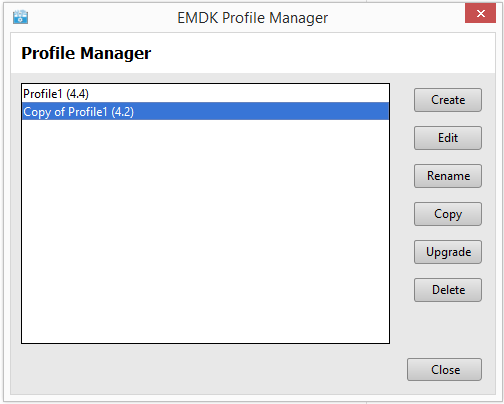 EMDK Profile Manager
Profile Manager
Profile1 (4.4)
Copy of Profile1 (4.2)
Create
Edit
Rename
Copy
Upgrade
Delete
Close